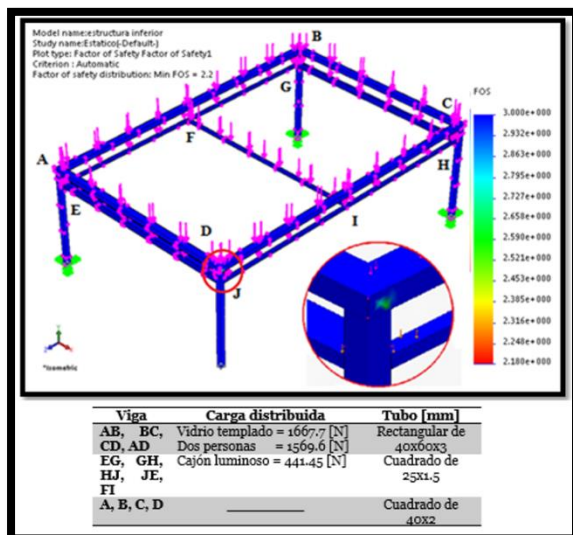 Model name:estructura inferior
Study name:Estatico(-Default-)
Plot type: Factor of Safety Factor of Safety1
Criterion : Automatic
Factor of safety distribution: Min FOS = 2.2
B
G
C
H
F
A
E
D
I
J
FOS
3.000e+000
2.932e+000
2.863e+000
2.795e+000
2.727e+000
2.658e+000
2.590e+000
2.521e+000
2.453e+000
2.385e+000
2.316e+000
2.248e+000
2.180e+000
*Isometric
Viga Carga distribuida Tubo [mm]
AB, BC, Vidrio templado = 1667.7 [N] Rectangular de
CD, AD Dos personas = 1569.6 [N] 40x60x3
EG, GH, Cajón luminoso = 441.45 [N] Cuadrado de
HJ, JE, 25x1.5
FI
A, B, C, D Cuadrado de
40x2